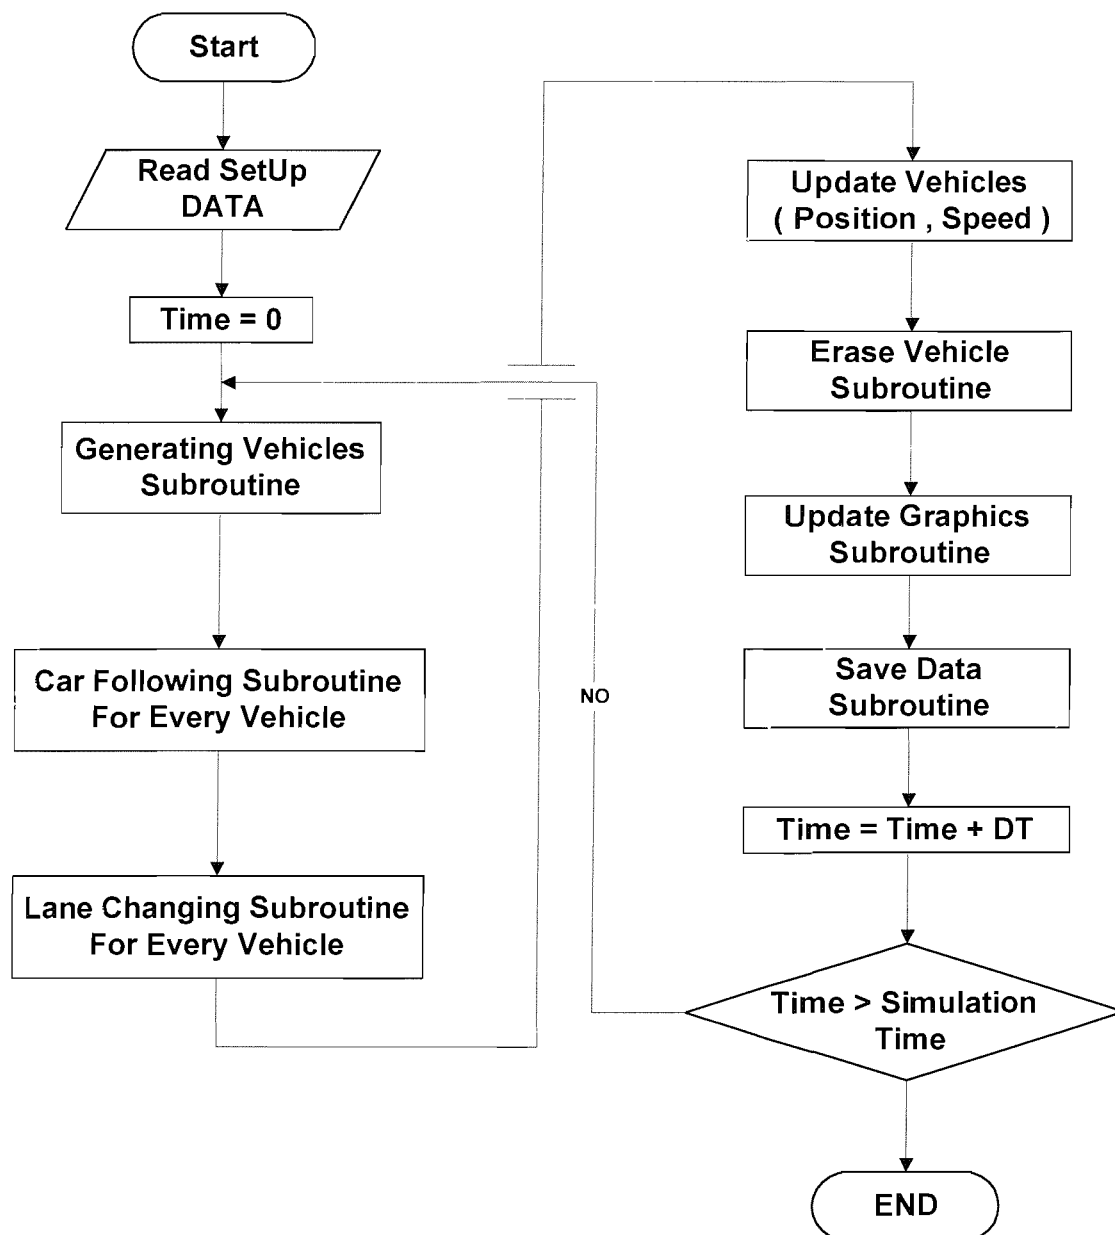 Start
Read SetUp
DATA
Time = 0
Generating Vehicles
Subroutine
Car Following Subroutine
For Every Vehicle
Lane Changing Subroutine
For Every Vehicle
Update Vehicles
( Position , Speed )
Erase Vehicle
Subroutine
Update Graphics
Subroutine
Save Data
Subroutine
Time = Time + DT
Time > Simulation
Time
NO
END